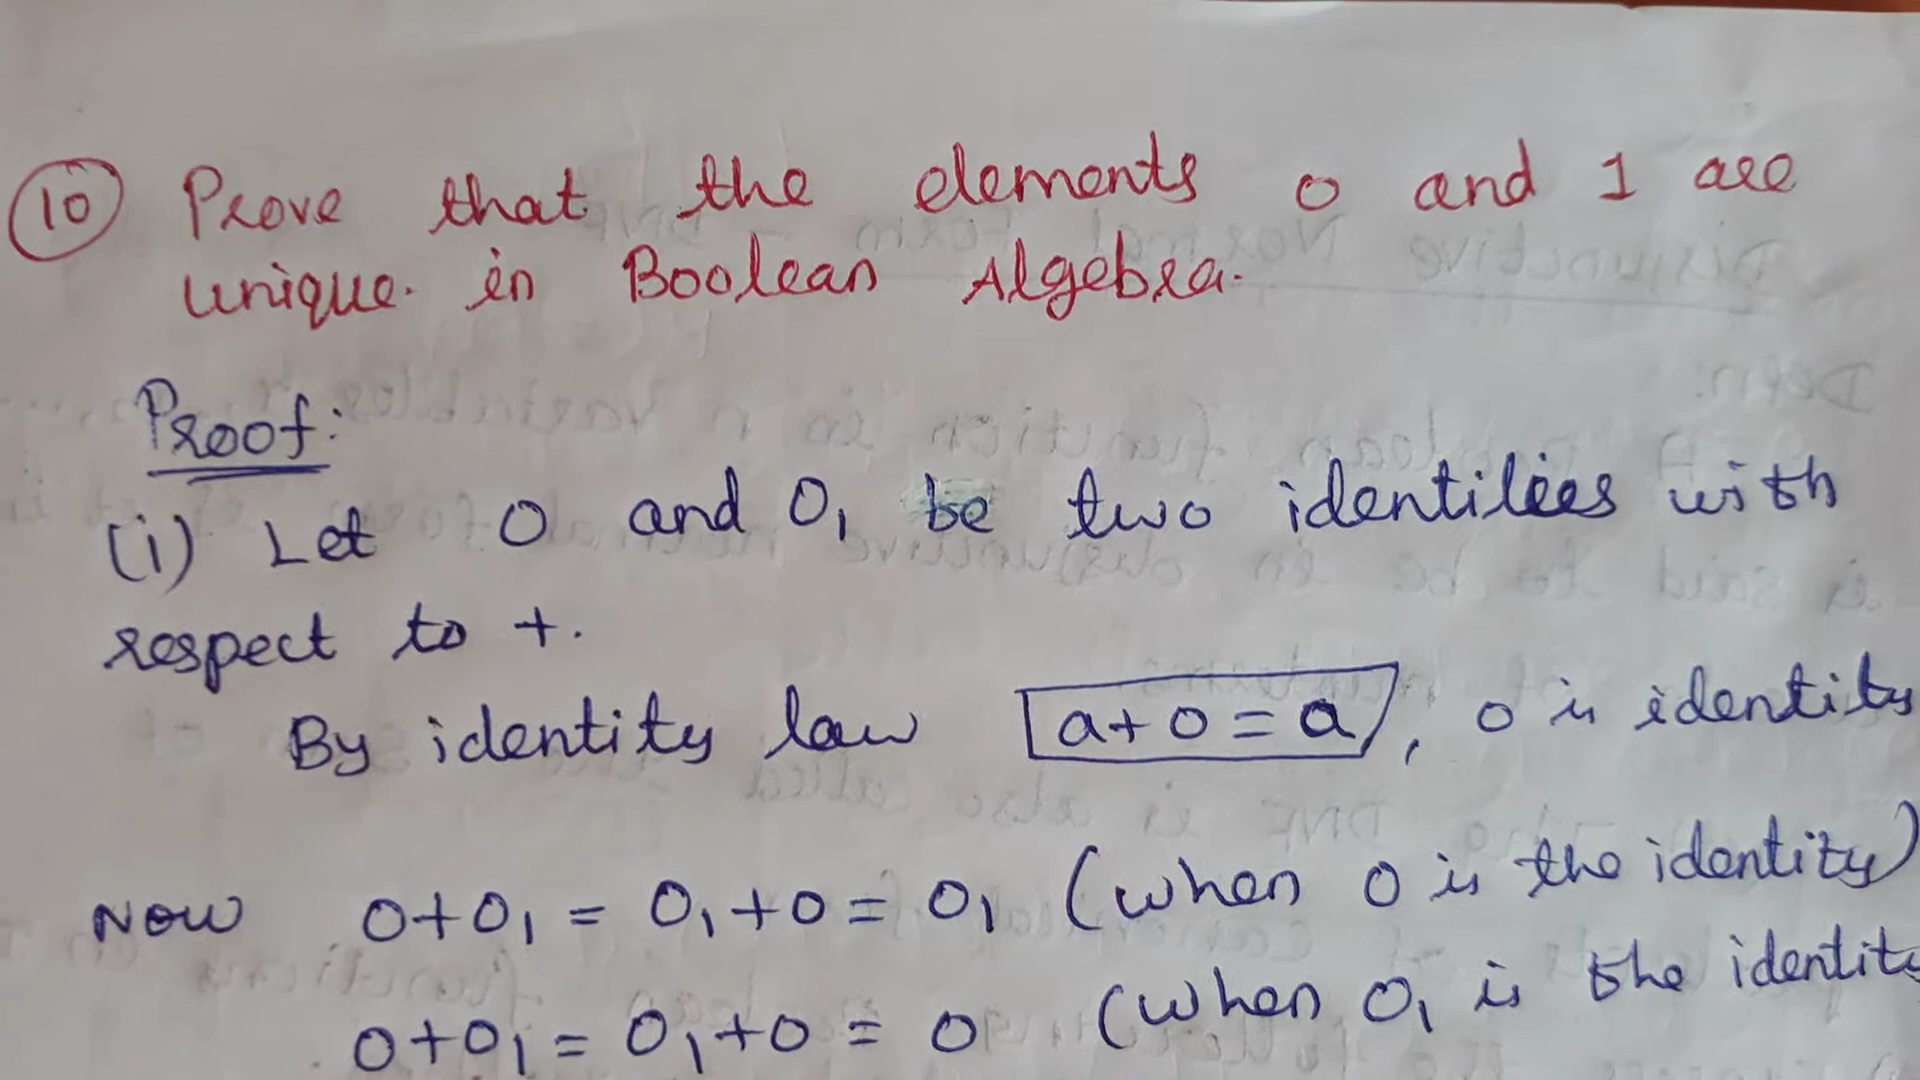 10 Prove that the elements 0 and 1 are
unique. in Boolean Algebra.
Proof:
(i) Let 0 and 0₁ be two identities with
respect to +.
By identity law a+0=a, 0 is identity
Now 0+0₁ = 0₁+0 = 0₁ (when 0 is the identity)
0+0₁ = 0₁+0 = 0 (when 0₁ is the identity